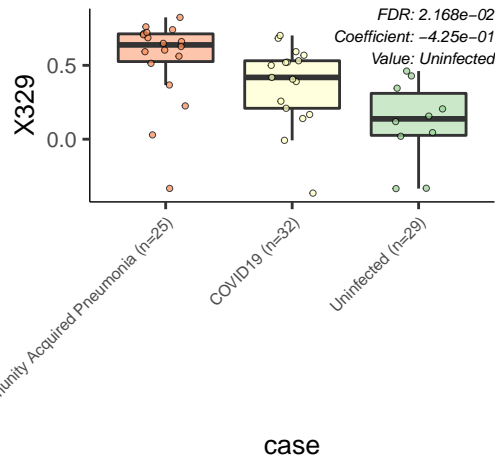 FDR: 2.168e−02
Coefficient: −4.25e−01
Value: Uninfected
X329
0.5
0.0
Acquired Pneumonia (n=25)
COVID19 (n=32)
Uninfected (n=29)
case